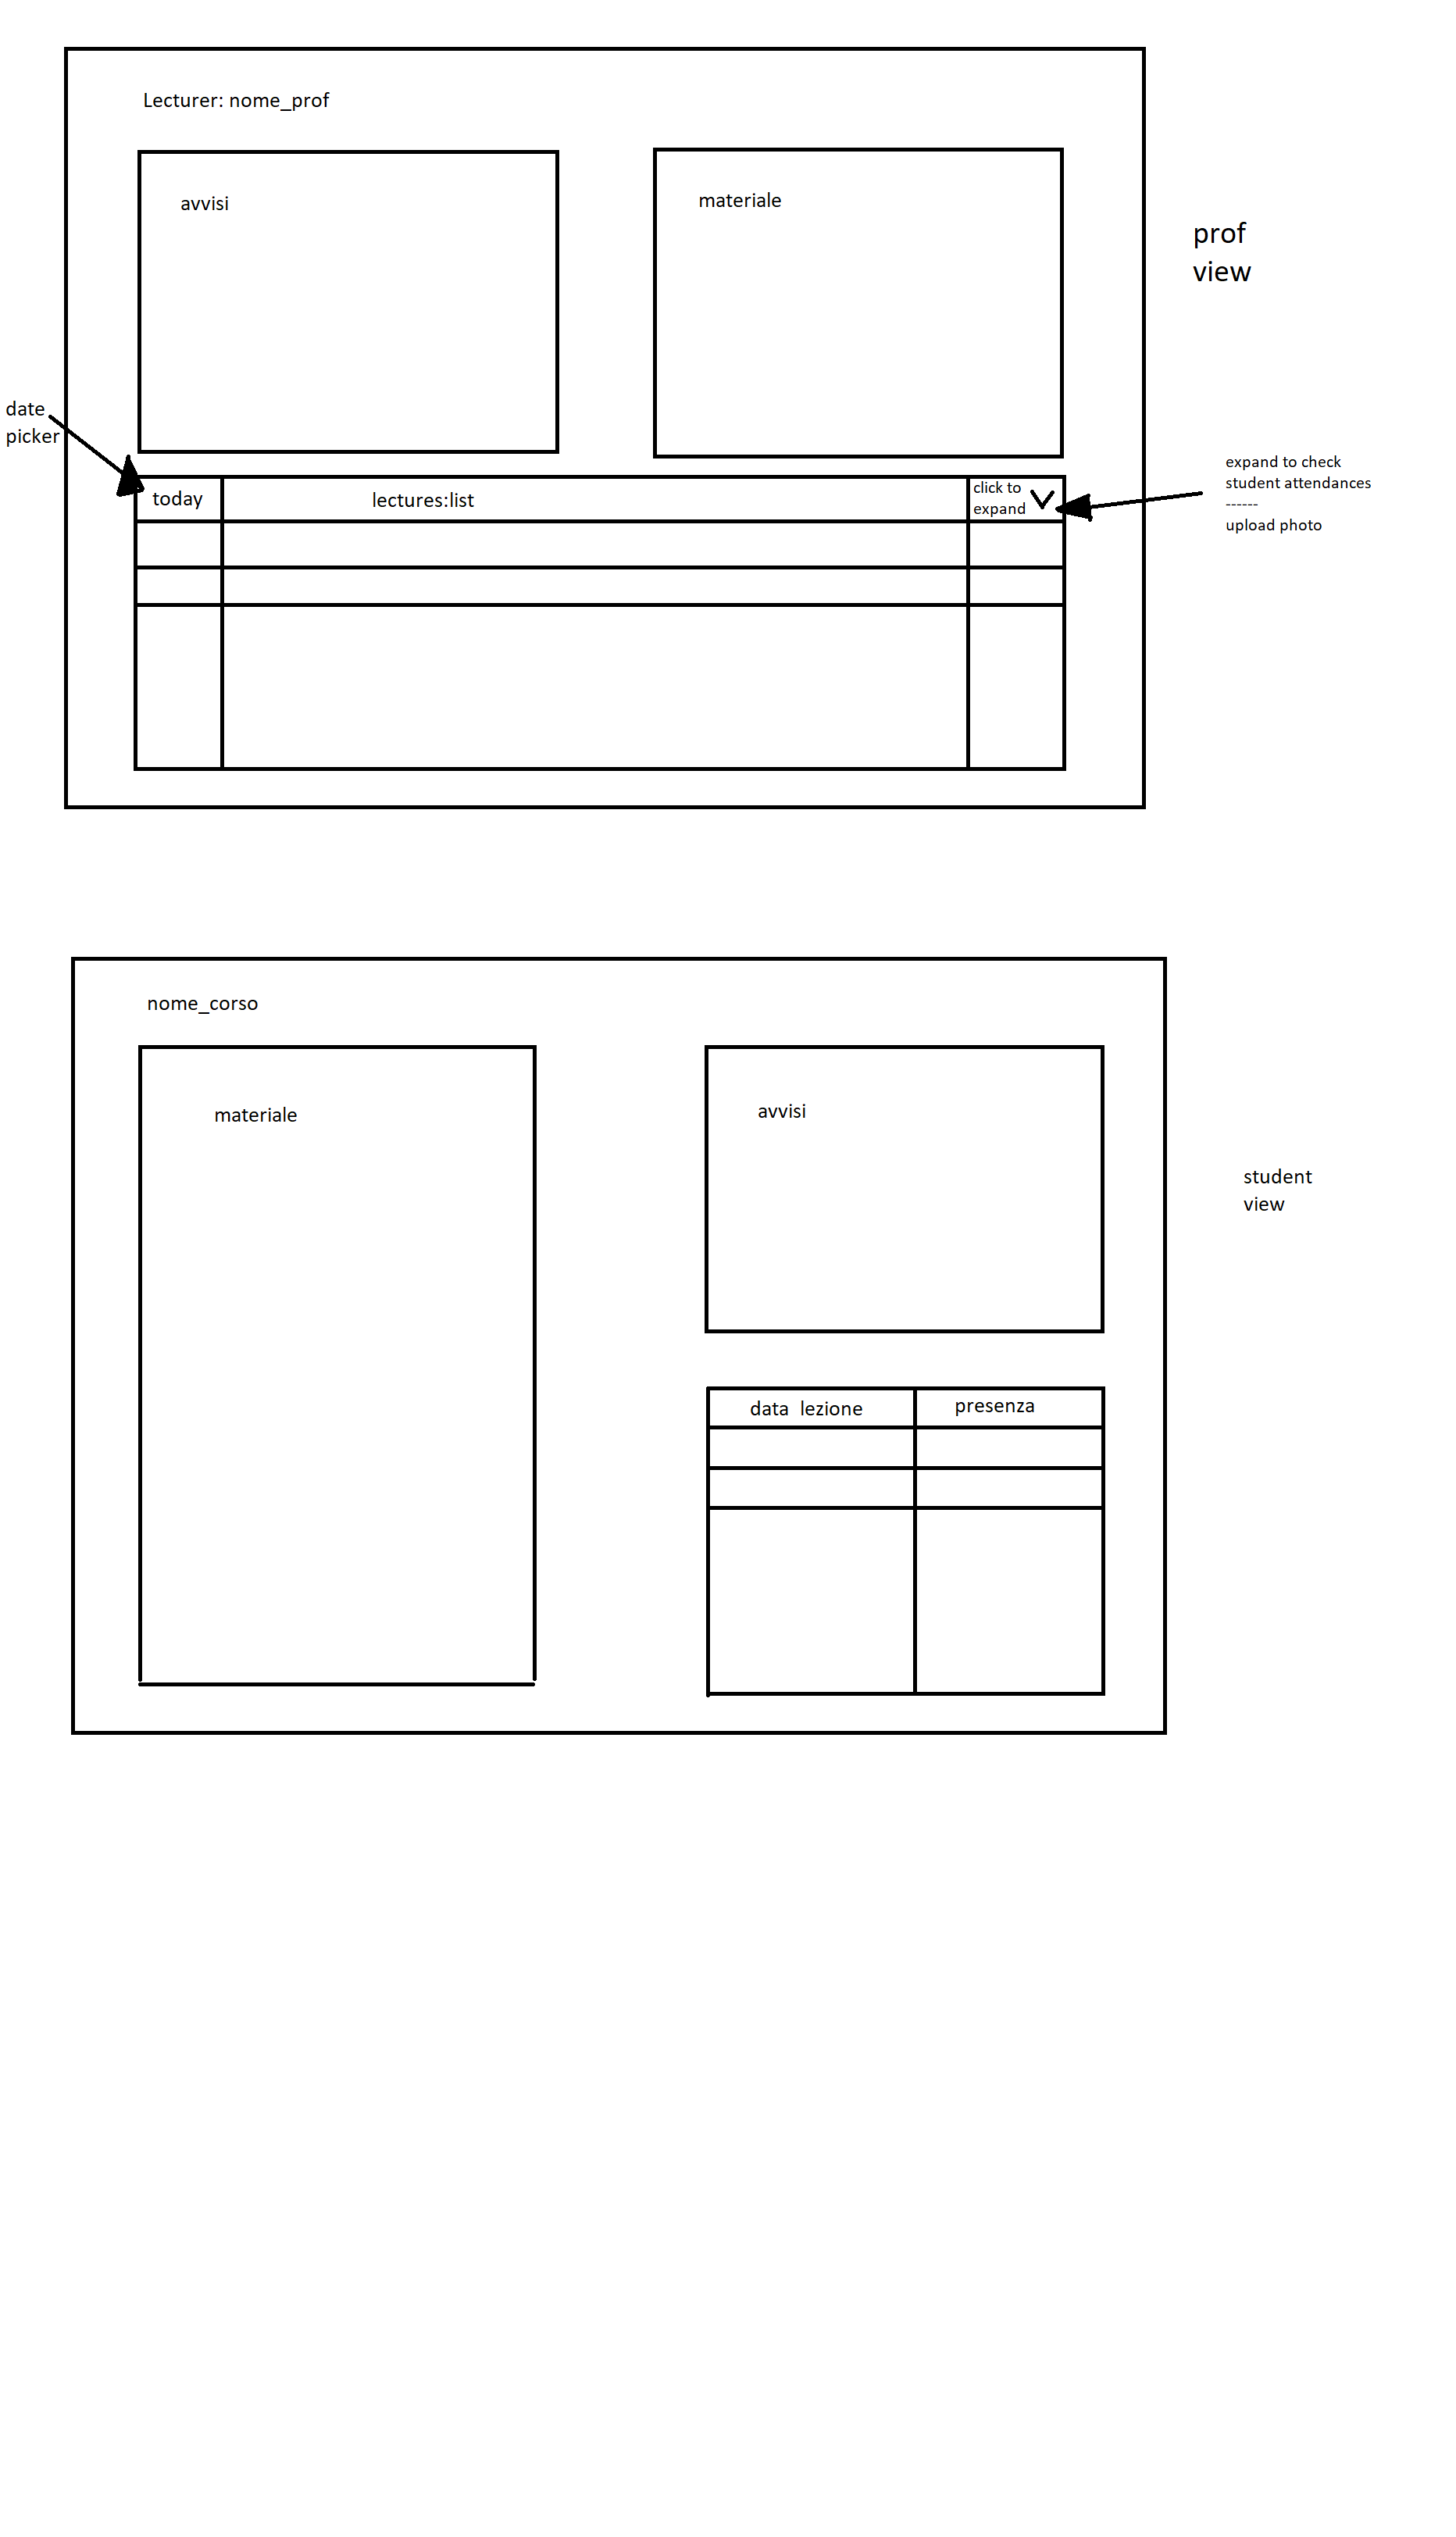 Lecturer: nome_prof
avvisi
materiale
prof
view
date
picker
today
lectures:list
click to
expand
expand to check
student attendances
------
upload photo
nome_corso
materiale
avvisi
student
view
data lezione
presenza